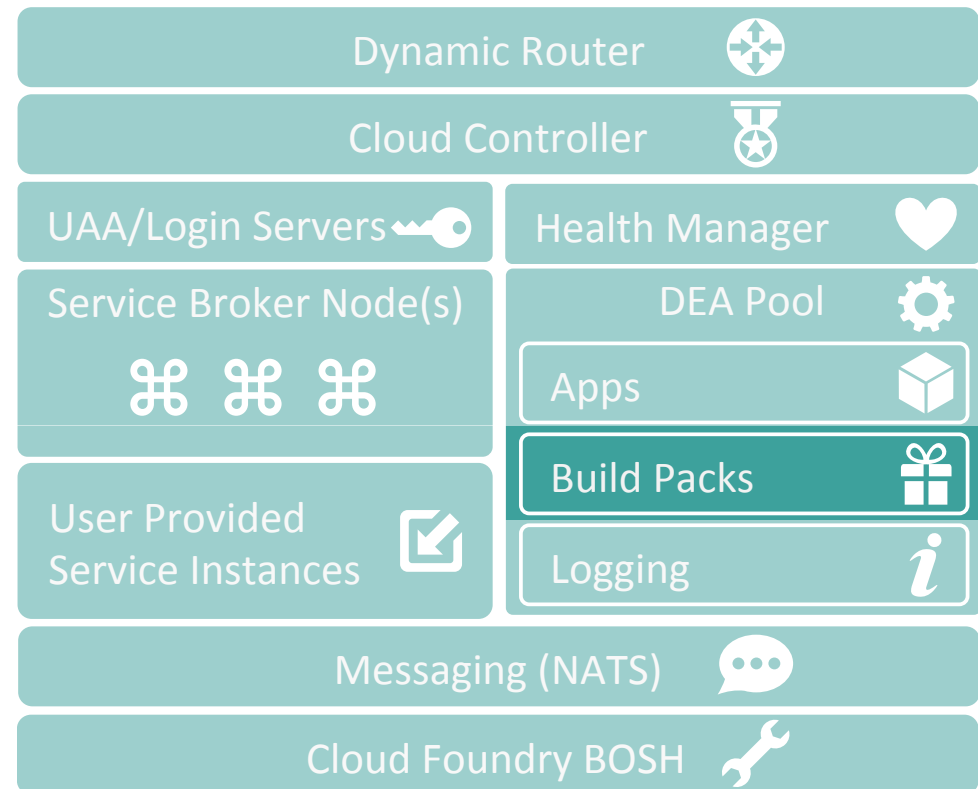 Dynamic Router
Cloud Controller
UAA/Login Servers
Health Manager
Service Broker Node(s)
DEA Pool
Apps
Build Packs
User Provided
Service Instances
Logging
Messaging (NATS)
Cloud Foundry BOSH